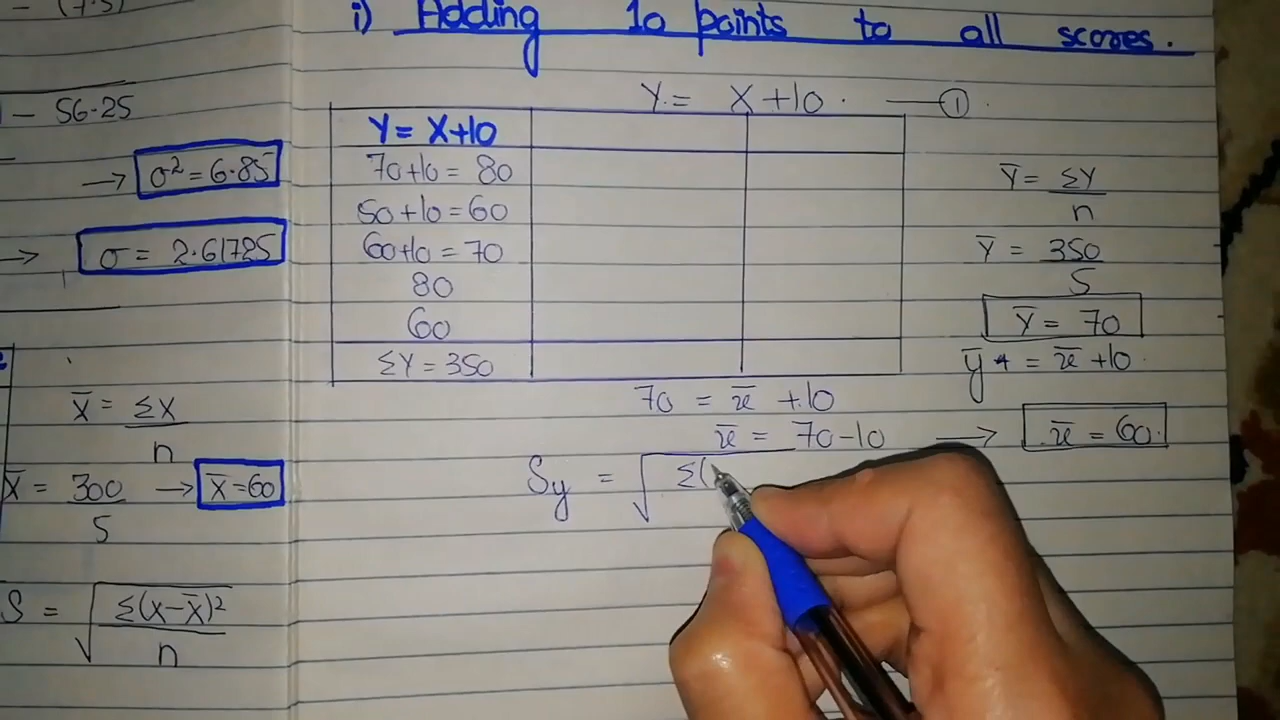 - (7.5)
- 56.25
→ σ² = 6.85
→ σ = 2.61725
X̄ = ΣX
n
X̄ = 300 → X̄=60
5
S = √ Σ(X-X̄)²
n
i) Adding 10 points to all scores.
Y = X+10. —①.
Y = X+10
70+10 = 80
50+10 = 60
60+10 = 70
80
60
ΣY = 350
Ȳ = ΣY
n
Ȳ = 350
5
Ȳ = 70
ȳ = x̄ +10.
70 = x̄ +10
x̄ = 70-10 → x̄ = 60.
Sy = √ Σ(